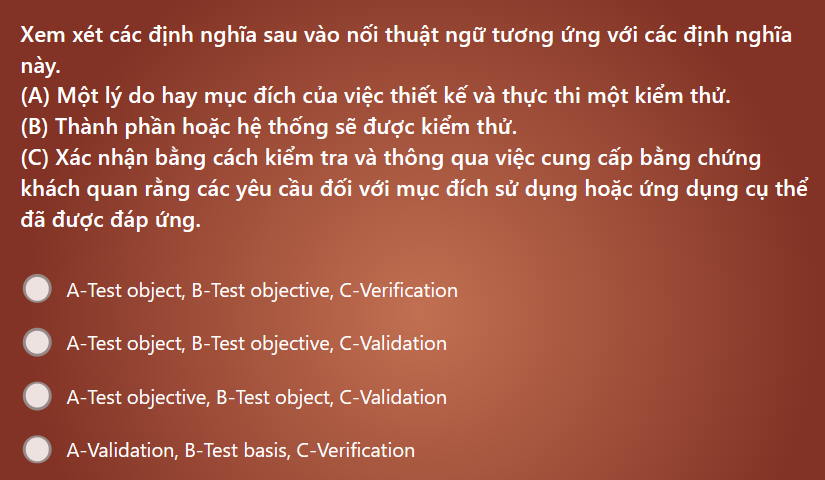 Xem xét các định nghĩa sau vào nối thuật ngữ tương ứng với các định nghĩa
này.
(A) Một lý do hay mục đích của việc thiết kế và thực thi một kiểm thử.
(B) Thành phần hoặc hệ thống sẽ được kiểm thử.
(C) Xác nhận bằng cách kiểm tra và thông qua việc cung cấp bằng chứng
khách quan rằng các yêu cầu đối với mục đích sử dụng hoặc ứng dụng cụ thể
đã được đáp ứng.
A-Test object, B-Test objective, C-Verification
A-Test object, B-Test objective, C-Validation
A-Test objective, B-Test object, C-Validation
A-Validation, B-Test basis, C-Verification